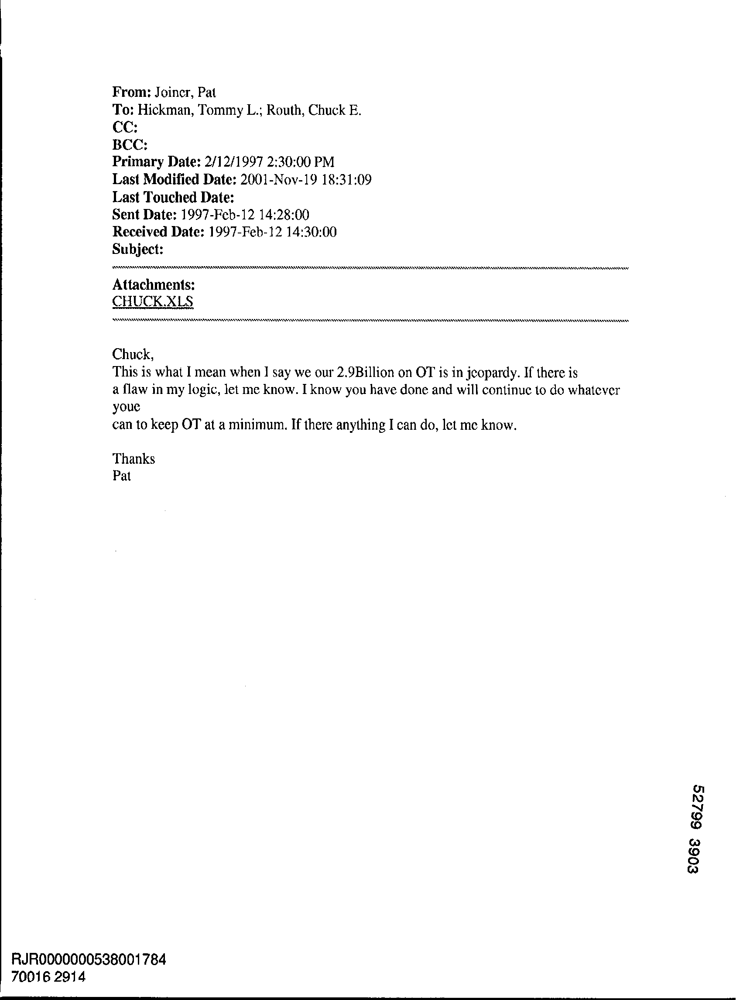 From: Joiner, Pat
To: Hickman, Tommy L.; Routh, Chuck E.
CC:
BCC:
Primary Date: 2/12/1997 2:30:00 PM
Last Modified Date: 2001-Nov-19 18:31:09
Last Touched Date:
Sent Date: 1997-Feb-12 14:28:00
Received Date: 1997-Feb-12 14:30:00
Subject:
Attachments:
CHUCK.XLS
Chuck,
This is what I mean when I say we our 2.9Billion on OT is in jeopardy. If there is
a flaw in my logic, let me know. I know you have done and will continue to do whatever
youe
can to keep OT at a minimum. If there anything I can do, let me know.
Thanks
Pat
52799 3903
RJR0000000538001784
70016 2914